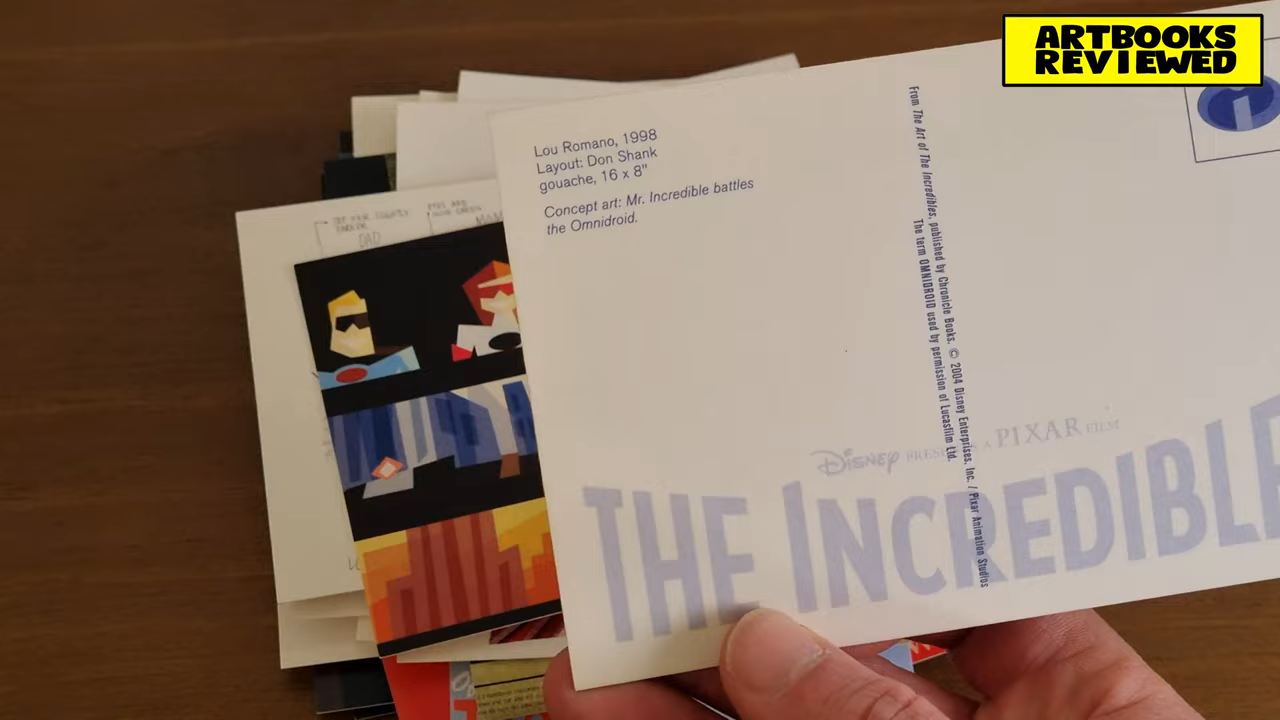 ARTBOOKS
REVIEWED
Lou Romano, 1998
Layout: Don Shank
gouache, 16 x 8"
Concept art: Mr. Incredible battles
the Omnidroid.
From The Art of The Incredibles, published by Chronicle Books. © 2004 Disney Enterprises, Inc. / Pixar Animation Studios
The term OMNIDROID used by permission of Lucasfilm Ltd.
DISNEY PRESENTS A PIXAR FILM
THE INCREDIBLE
DAD